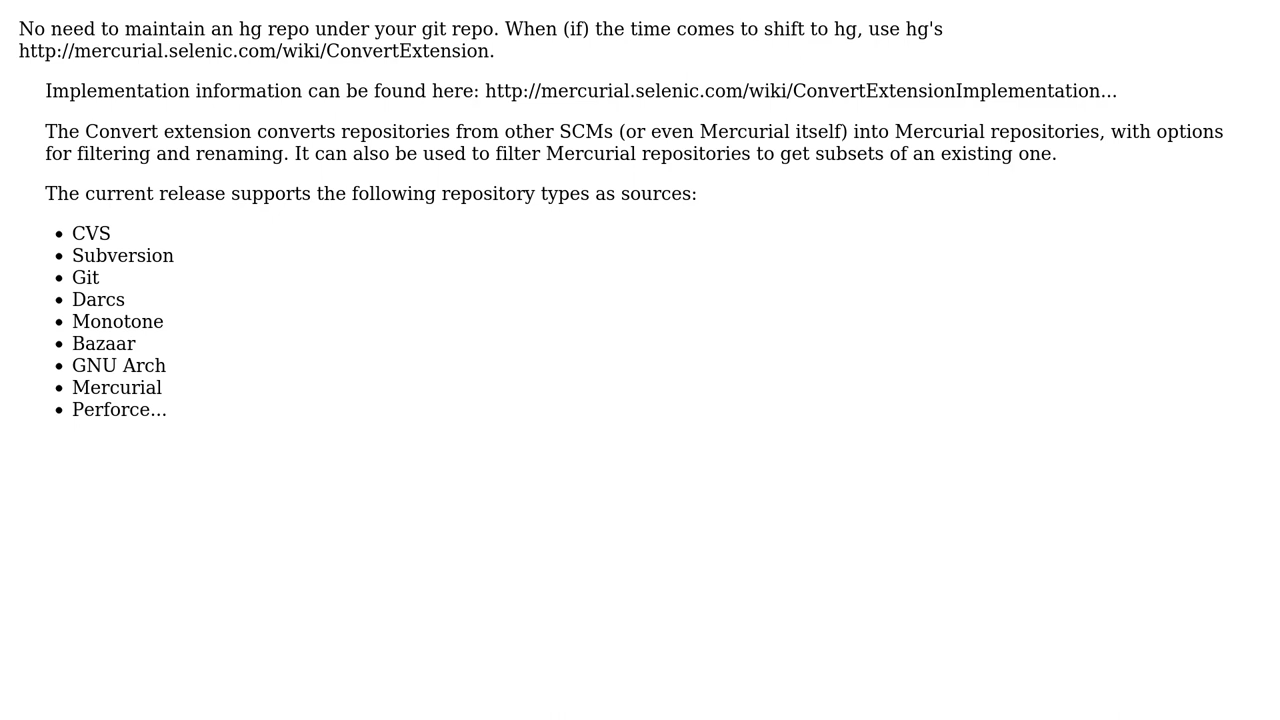 No need to maintain an hg repo under your git repo. When (if) the time comes to shift to hg, use hg's
http://mercurial.selenic.com/wiki/ConvertExtension.
Implementation information can be found here: http://mercurial.selenic.com/wiki/ConvertExtensionImplementation...
The Convert extension converts repositories from other SCMs (or even Mercurial itself) into Mercurial repositories, with options
for filtering and renaming. It can also be used to filter Mercurial repositories to get subsets of an existing one.
The current release supports the following repository types as sources:
• CVS
• Subversion
• Git
• Darcs
• Monotone
• Bazaar
• GNU Arch
• Mercurial
• Perforce...